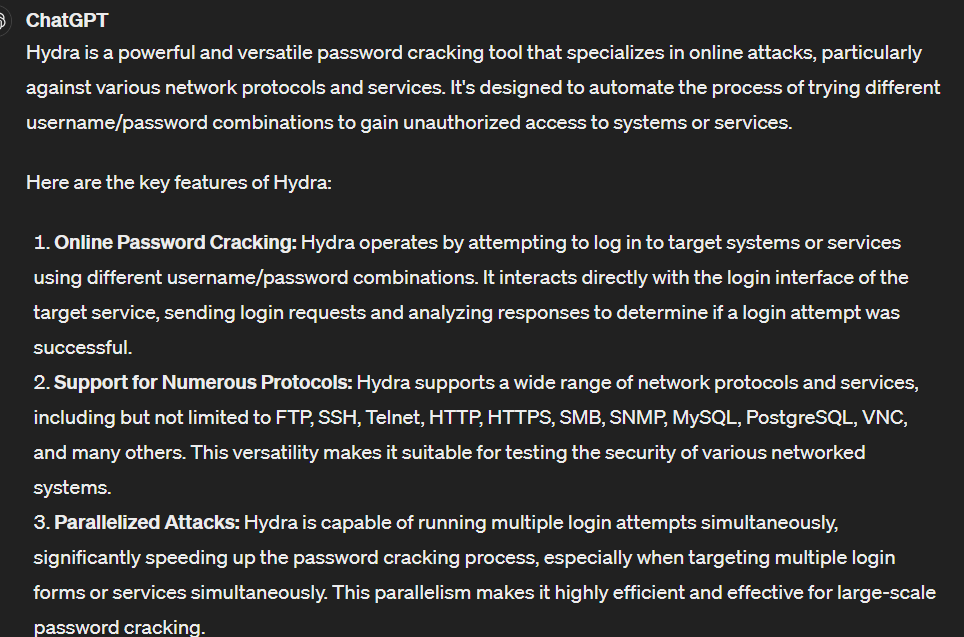 ChatGPT
Hydra is a powerful and versatile password cracking tool that specializes in online attacks, particularly
against various network protocols and services. It's designed to automate the process of trying different
username/password combinations to gain unauthorized access to systems or services.
Here are the key features of Hydra:
1. Online Password Cracking: Hydra operates by attempting to log in to target systems or services
using different username/password combinations. It interacts directly with the login interface of the
target service, sending login requests and analyzing responses to determine if a login attempt was
successful.
2. Support for Numerous Protocols: Hydra supports a wide range of network protocols and services,
including but not limited to FTP, SSH, Telnet, HTTP, HTTPS, SMB, SNMP, MySQL, PostgreSQL, VNC,
and many others. This versatility makes it suitable for testing the security of various networked
systems.
3. Parallelized Attacks: Hydra is capable of running multiple login attempts simultaneously,
significantly speeding up the password cracking process, especially when targeting multiple login
forms or services simultaneously. This parallelism makes it highly efficient and effective for large-scale
password cracking.